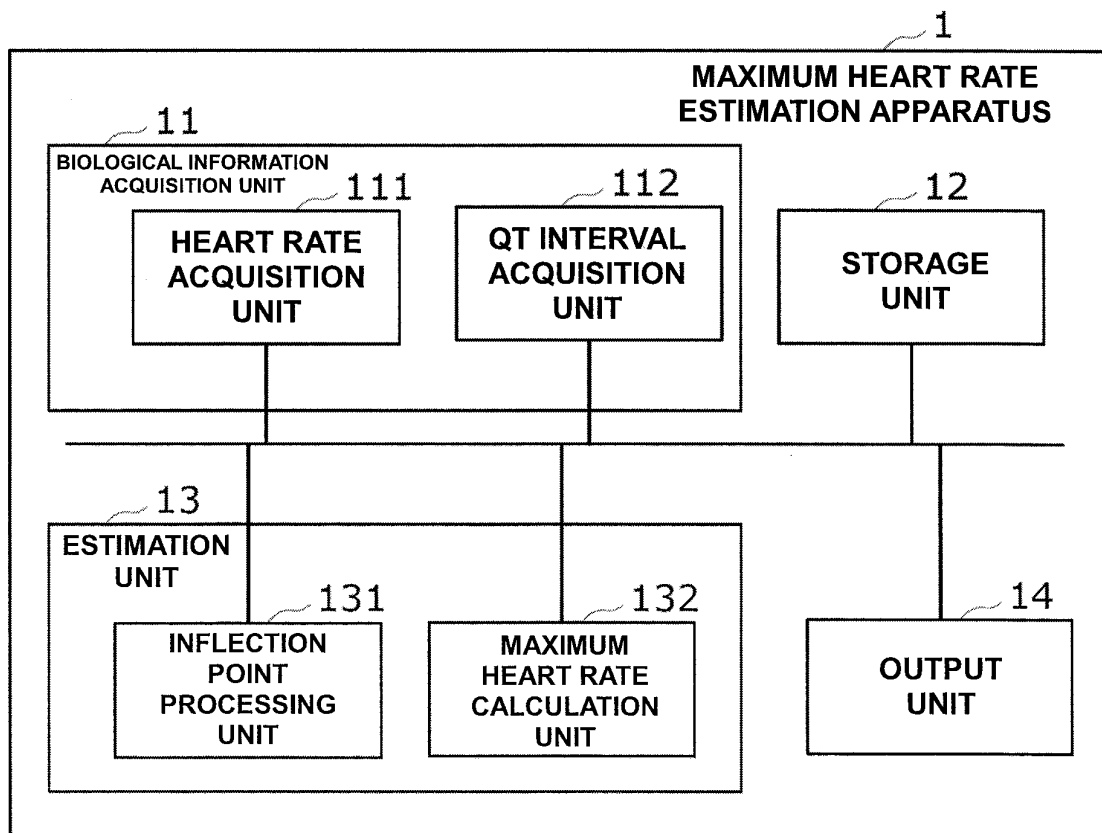 1
MAXIMUM HEART RATE
ESTIMATION APPARATUS
11
BIOLOGICAL INFORMATION
ACQUISITION UNIT
111
HEART RATE
ACQUISITION
UNIT
112
QT INTERVAL
ACQUISITION
UNIT
12
STORAGE
UNIT
13
ESTIMATION
UNIT
131
INFLECTION
POINT
PROCESSING
UNIT
132
MAXIMUM
HEART RATE
CALCULATION
UNIT
14
OUTPUT
UNIT